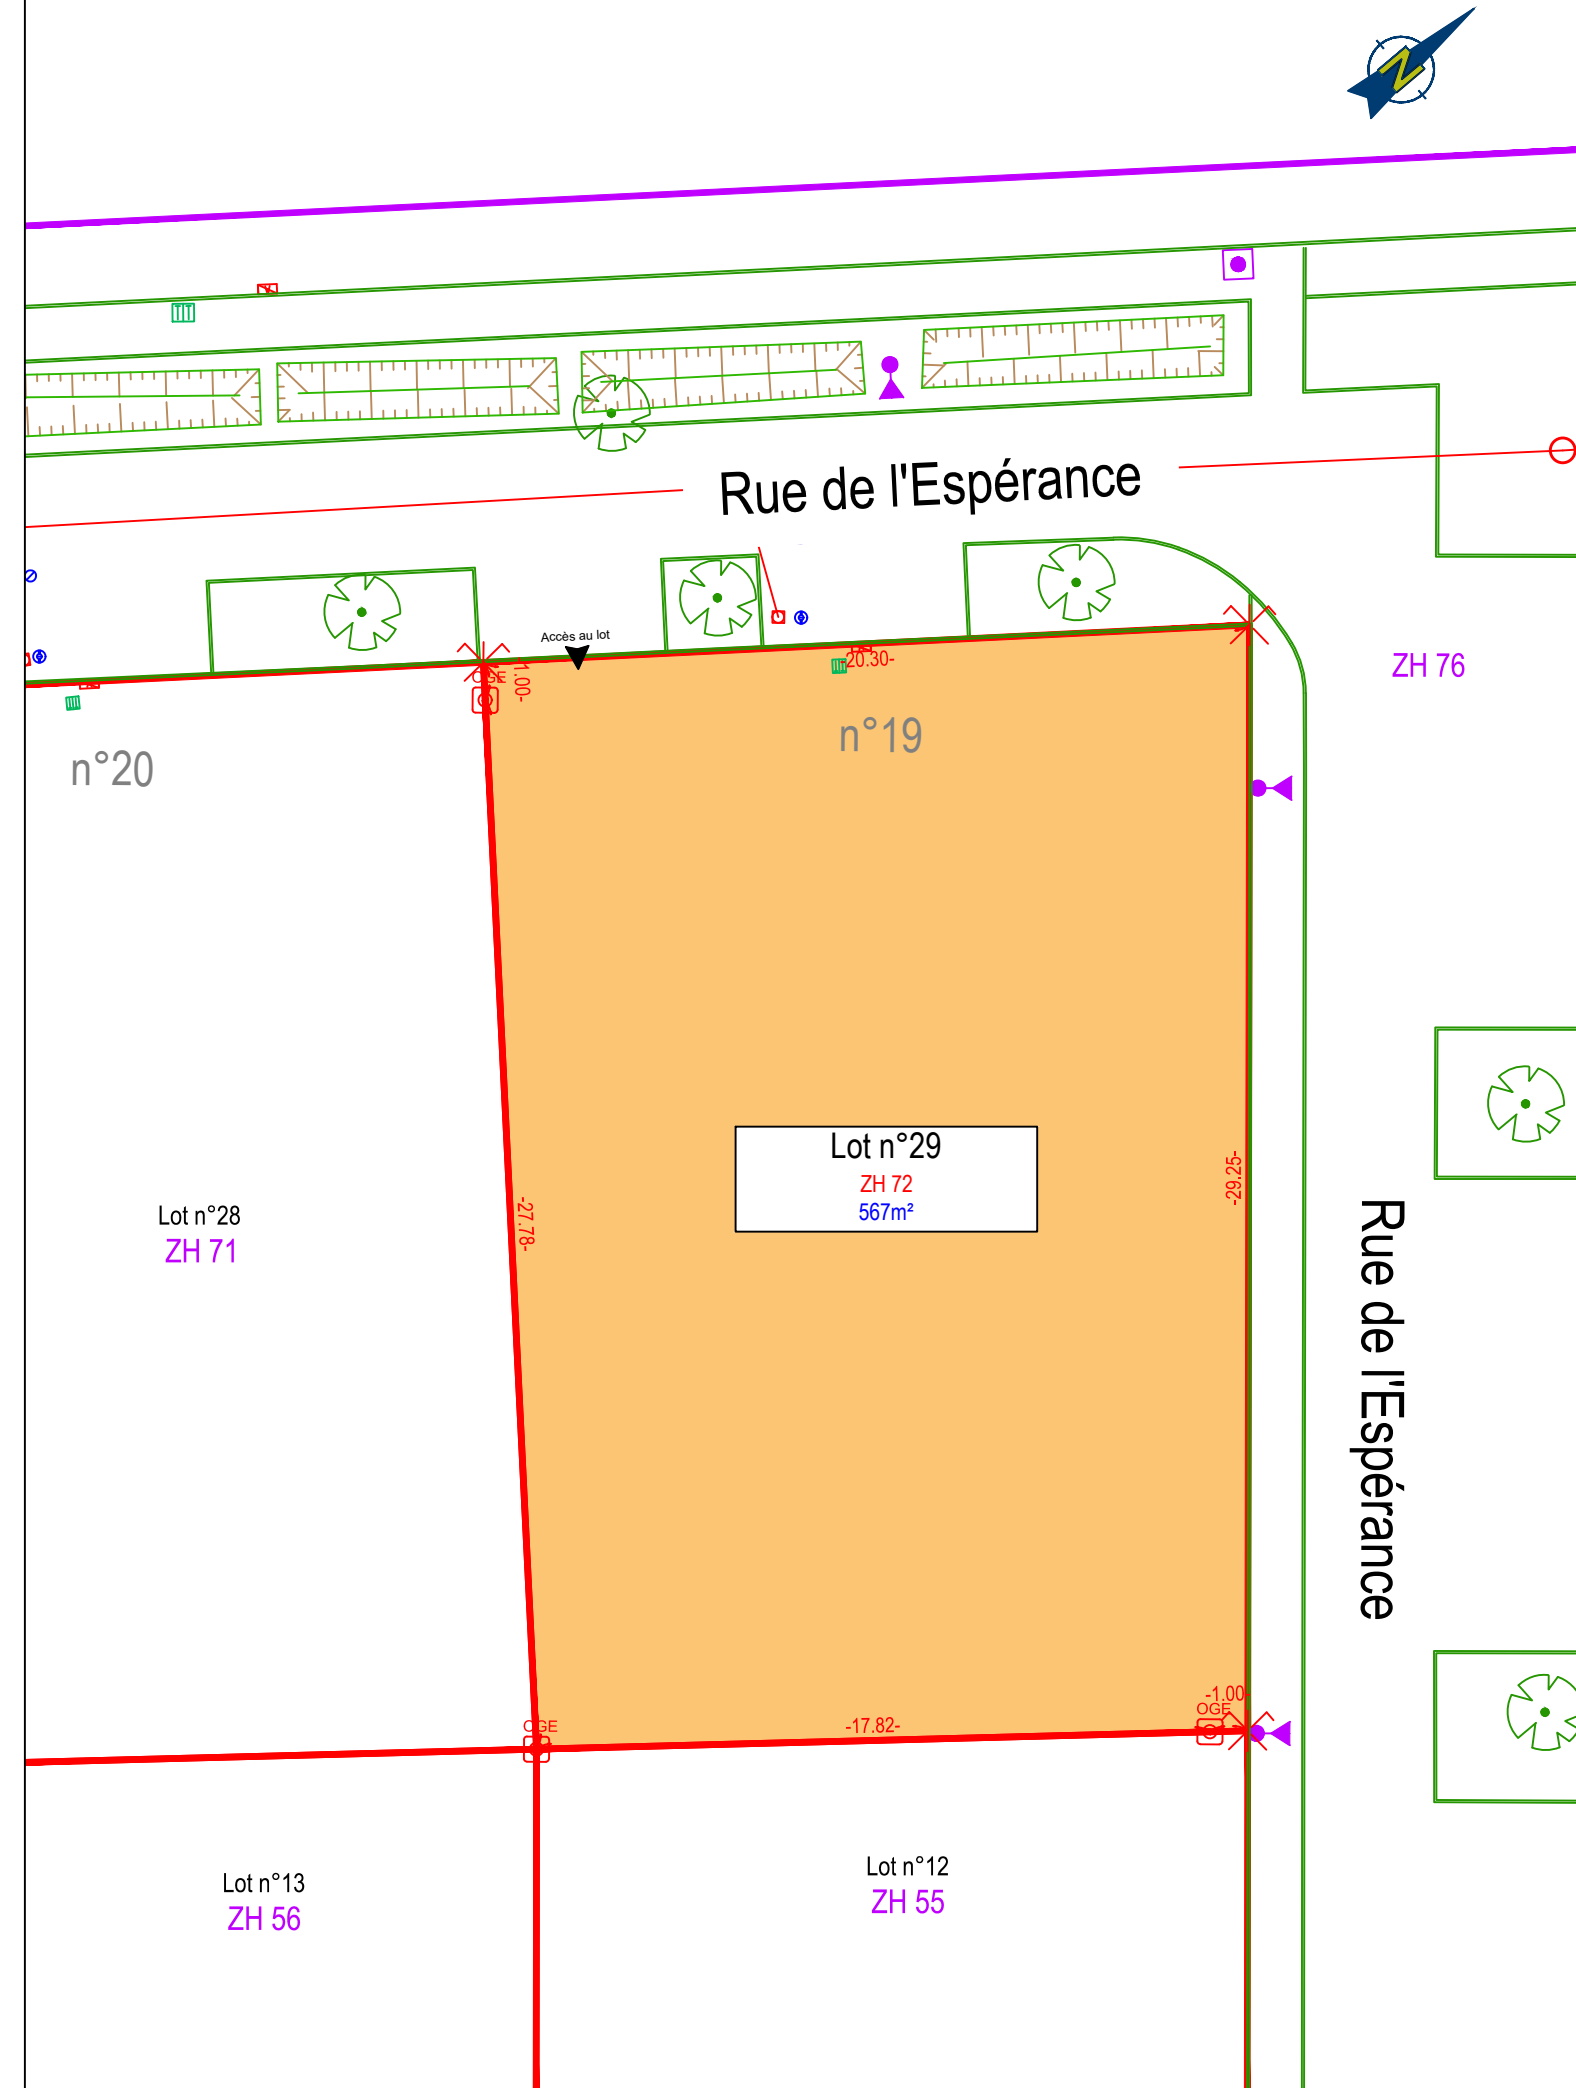 N
Rue de l'Espérance
Accès au lot
OGE
-1.00-
-20.30-
ZH 76
n°19
n°20
Lot n°29
ZH 72
567m²
-29.25-
-27.78-
Lot n°28
ZH 71
Rue de l'Espérance
-1.00-
OGE
OGE
-17.82-
Lot n°12
ZH 55
Lot n°13
ZH 56